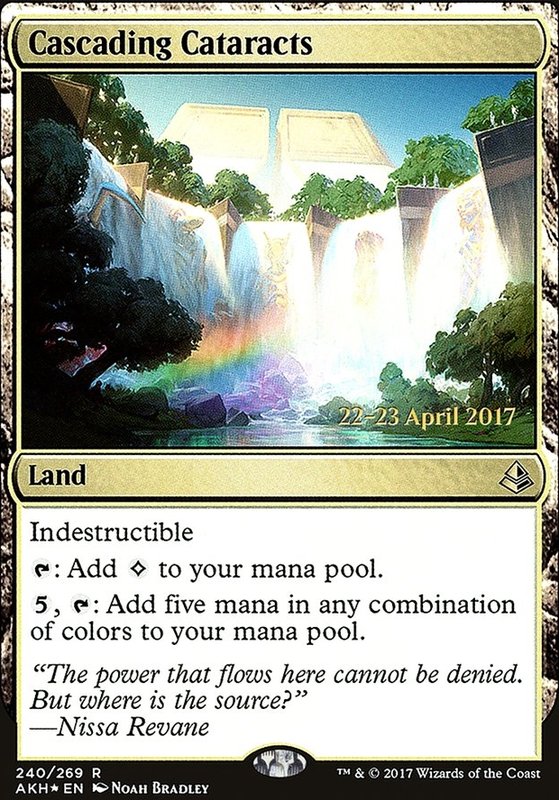 Cascading Cataracts
22–23 April 2017
Land
Indestructible
: Add to your mana pool.
5, : Add five mana in any combination
of colors to your mana pool.
“The power that flows here cannot be denied.
But where is the source?”
—Nissa Revane
240/269 R
AKH★EN Noah Bradley
™ & © 2017 Wizards of the Coast